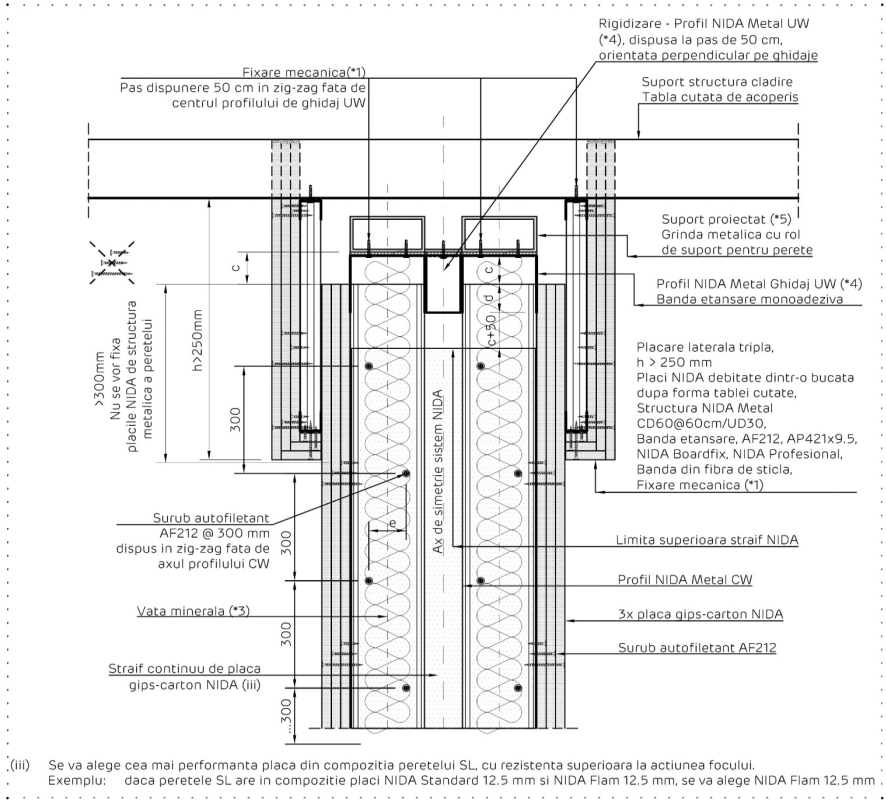 Rigidizare - Profil NIDA Metal UW
(*4), dispusa la pas de 50 cm,
orientata perpendicular pe ghidaje
Fixare mecanica(*1)
Pas dispunere 50 cm in zig-zag fata de
centrul profilului de ghidaj UW
Suport structura cladire
Tabla cutata de acoperis
Suport proiectat (*5)
Grinda metalica cu rol
de suport pentru perete
Profil NIDA Metal Ghidaj UW (*4)
Banda etansare monoadeziva
c
c
d
c+50
>300mm
Nu se vor fixa
placile NIDA de structura
metalica a peretelui
h>250mm
300
Placare laterala tripla,
h > 250 mm
Placi NIDA debitate dintr-o bucata
dupa forma tablei cutate,
Structura NIDA Metal
CD60@60cm/UD30,
Banda etansare, AF212, AP421x9.5,
NIDA Boardfix, NIDA Profesional,
Banda din fibra de sticla,
Fixare mecanica (*1)
Ax de simetrie sistem NIDA
Surub autofiletant
AF212 @ 300 mm
dispus in zig-zag fata de
axul profilului CW
300
e
Limita superioara straif NIDA
Profil NIDA Metal CW
Vata minerala (*3)
300
3x placa gips-carton NIDA
Surub autofiletant AF212
Straif continuu de placa
gips-carton NIDA (iii)
...300
(iii) Se va alege cea mai performanta placa din compozitia peretelui SL, cu rezistenta superioara la actiunea focului.
Exemplu: daca peretele SL are in compozitie placi NIDA Standard 12.5 mm si NIDA Flam 12.5 mm, se va alege NIDA Flam 12.5 mm